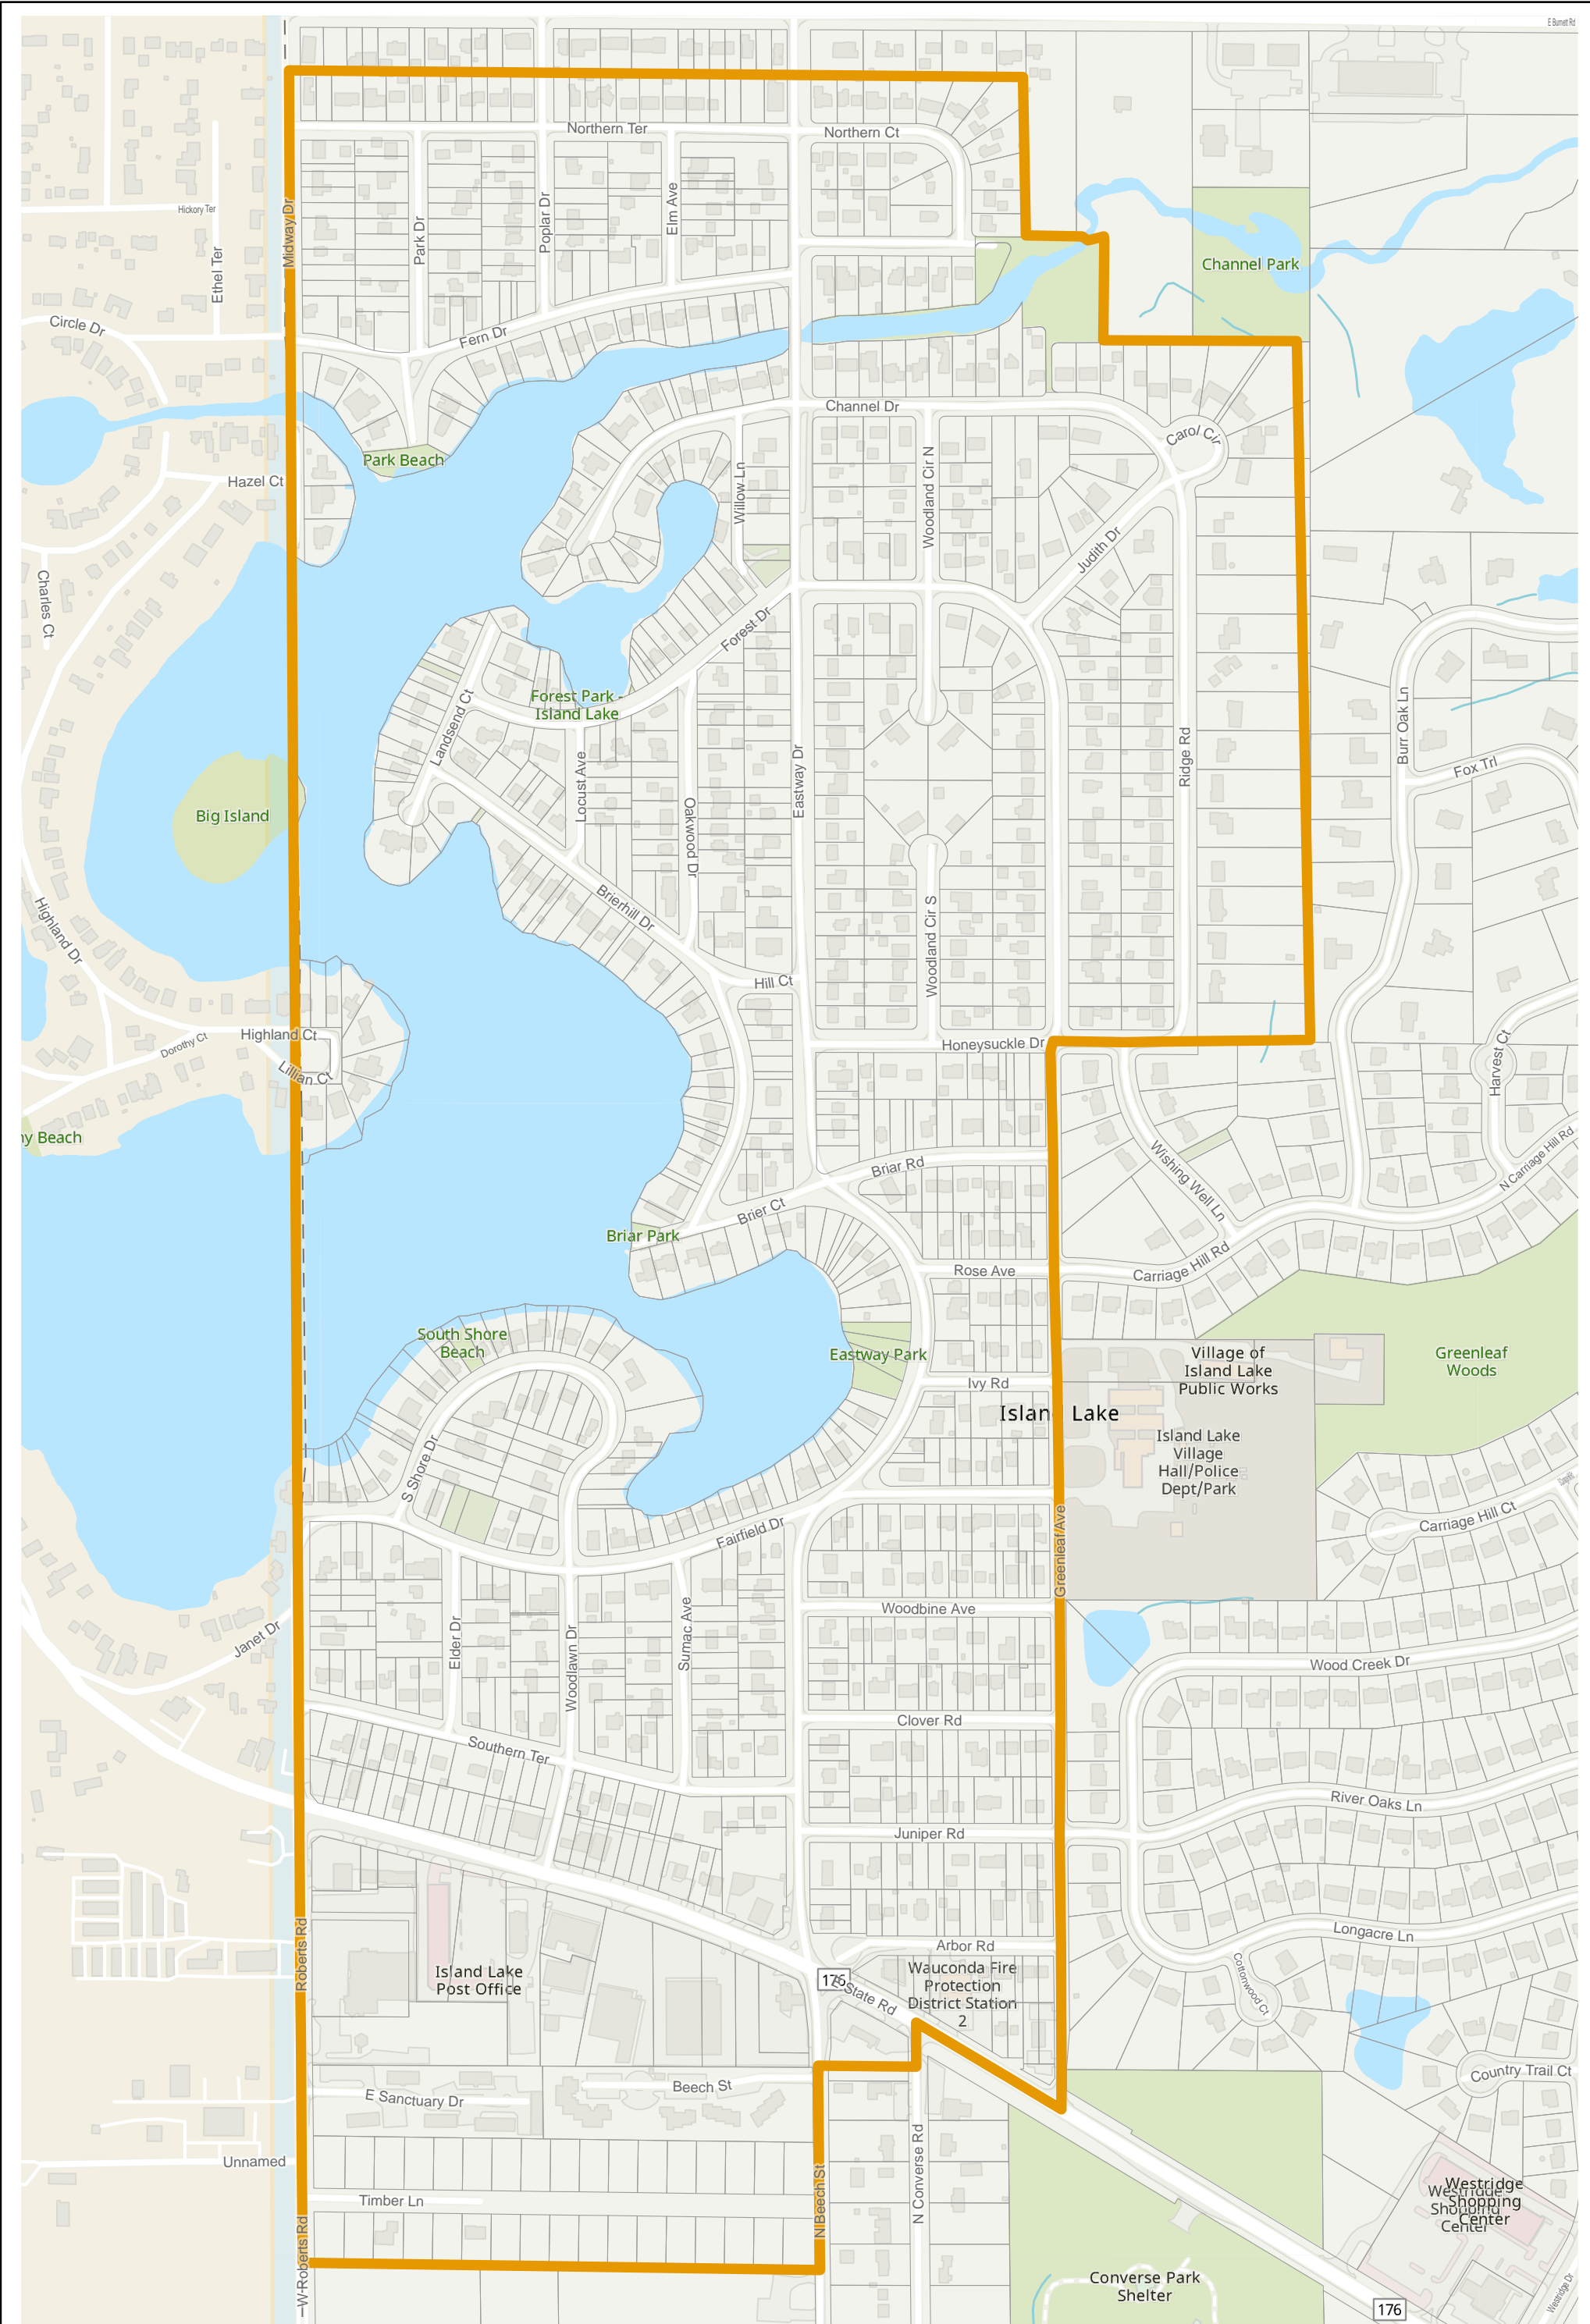 E Burnett Rd
Northern Ter
Northern Ct
Hickory Ter
Midway Dr
Ethel Ter
Park Dr
Poplar Dr
Elm Ave
Channel Park
Circle Dr
Fern Dr
Channel Dr
Carol Cir
Park Beach
Hazel Ct
Willow Ln
Woodland Cir N
Judith Dr
Charles Ct
Forest Dr
Forest Park -
Island Lake
Landsend Ct
Locust Ave
Oakwood Dr
Eastway Dr
Ridge Rd
Burr Oak Ln
Fox Trl
Big Island
Highland Dr
Brierhill Dr
Woodland Cir S
Hill Ct
Highland Ct
Dorothy Ct
Lillian Ct
Honeysuckle Dr
Harvest Ct
ny Beach
Briar Rd
Wishing Well Ln
N Carriage Hill Rd
Brier Ct
Briar Park
Rose Ave
Carriage Hill Rd
South Shore
Beach
Eastway Park
Village of
Island Lake
Public Works
Greenleaf
Woods
Ivy Rd
Island Lake
Island Lake
Village
Hall/Police
Dept/Park
S Shore Dr
Fairfield Dr
Greenleaf Ave
Carriage Hill Ct
Woodbine Ave
Janet Dr
Elder Dr
Woodlawn Dr
Sumac Ave
Wood Creek Dr
Clover Rd
Southern Ter
River Oaks Ln
Juniper Rd
Longacre Ln
Roberts Rd
Arbor Rd
Island Lake
Post Office
176
E State Rd
Wauconda Fire
Protection
District Station
2
Cottonwood Ct
Country Trail Ct
Beech St
E Sanctuary Dr
Unnamed
Timber Ln
N Beech St
N Converse Rd
W Roberts Rd
Westridge
Shopping
Center
Westridge
Shopping
Center
Converse Park
Shelter
Westridge Dr
176